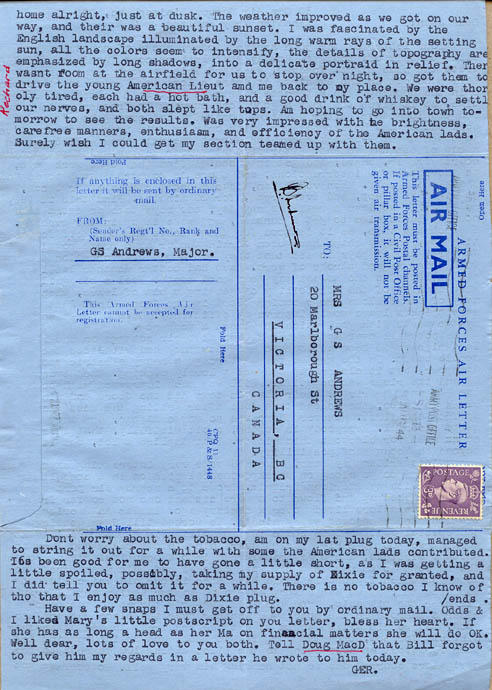 home alright, just at dusk. The weather improved as we got on our
way, and their was a beautiful sunset. I was fascinated by the
English landscape illuminated by the long warm rays of the setting
sun, all the colors seem to intensify, the details of topography are
emphasized by long shadows, into a delicate portraid in relief. Ther
wasnt room at the airfield for us to stop over night, so got them to
drive the young American Lieut and me back to my place. We were thor
oly tired, each had a hot bath, and a good drink of whiskey to settl
our nerves, and both slept like tops. Am hoping to go into town to-
morrow to see the results. Was very impressed with he brightness,
carefree manners, enthusiasm, and efficiency of the American lads.
Surely wish I could get my section teamed up with them.
Fold Here
If anything is enclosed in this
letter it will be sent by ordinary
mail.
FROM:
(Sender's Regt'l No., Rank and
Name only)
GS Andrews, Major.
This Armed Forces Air
Letter cannot be accepted for
registration.
Fold Here
CPQ 11
Open Here
ARMED FORCES AIR LETTER
AIR MAIL
This letter must be posted in
Armed Forces Postal channels.
If posted in a Civil Post Office
or pillar box, it will not be
given air transmission.
TO:
MRS G S ANDREWS
20 Marlborough St
VICTORIA, BC
CANADA
POSTAGE
REVENUE
Fold Here
Dont worry about the tobacco, am on my lat plug today, managed
to string it out for a while with some the American lads contributed.
Its been good for me to have gone a little short, as I was getting a
little spoiled, possbly, taking my supply of Dixie for granted, and
I did tell you to omit it for a while. There is no tobacco I know of
tho that I enjoy as much as Dixie plug. /ends.
Have a few snaps I must get off to you by ordinary mail. Odds &
I liked Mary's little postscript on you letter, bless her heart. If
she has as long a head as her Ma on financial matters she will do OK.
Well dear, lots of love to you both. Tell Doug MacD that Bill forgot
to give him my regards in a letter he wrote to him today.
GER.